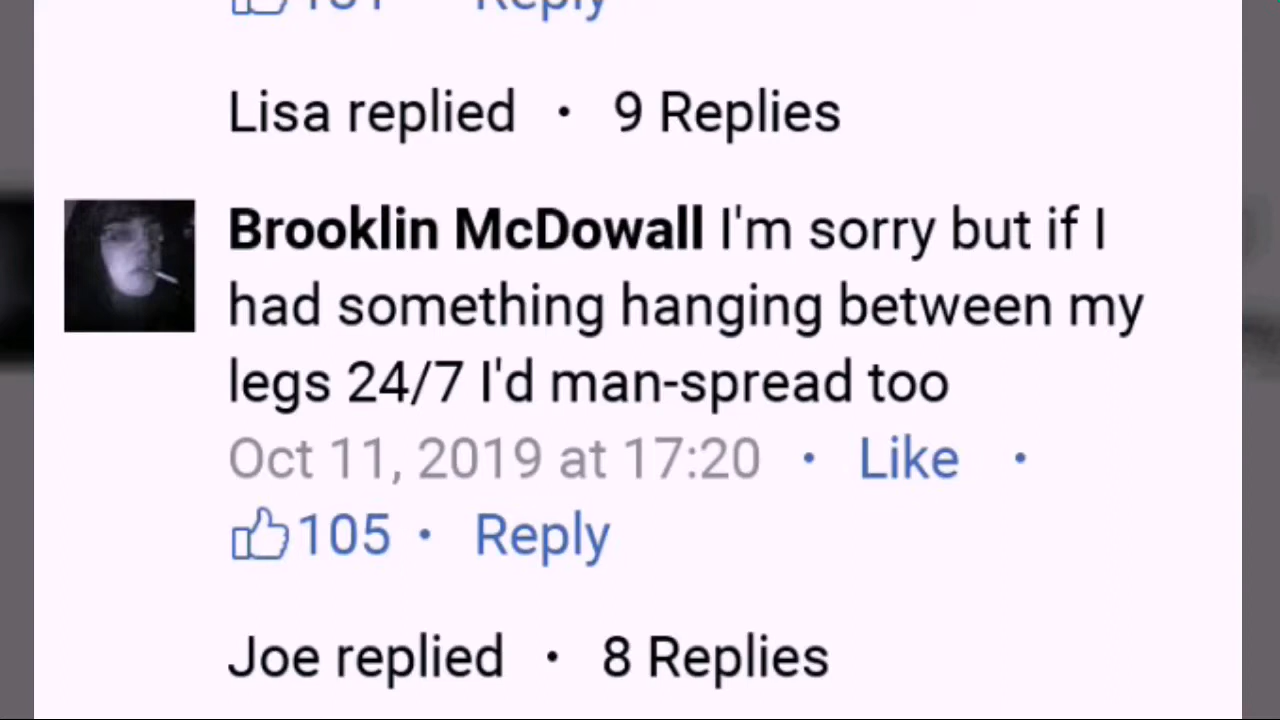 Reply
Lisa replied • 9 Replies
Brooklin McDowall I'm sorry but if I
had something hanging between my
legs 24/7 I'd man-spread too
Oct 11, 2019 at 17:20 • Like •
105 • Reply
Joe replied • 8 Replies